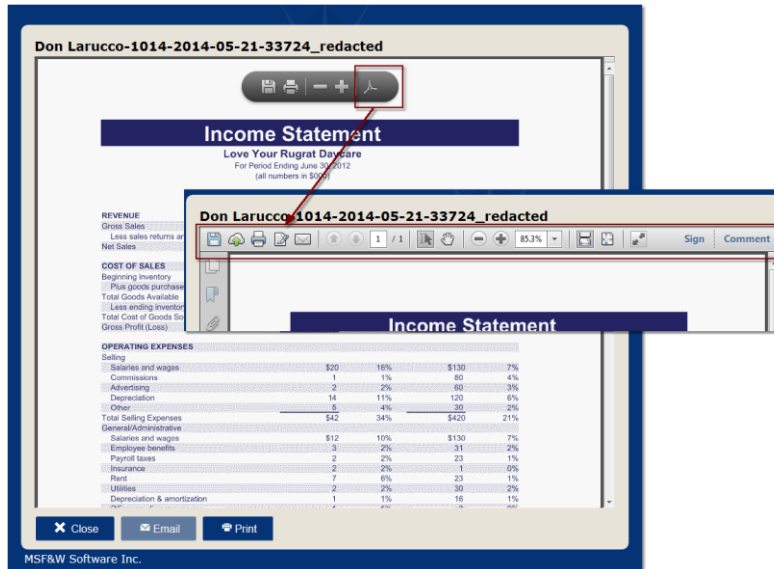 Don Larucco-1014-2014-05-21-33724_redacted
Income Statement
Love Your Rugrat Daycare
For Period Ending June 30, 2012
(all numbers in $000)
REVENUE
Gross Sales
Less sales returns
Net Sales
COST OF SALES
Beginning inventory
Plus goods purchase
Total Goods Available
Less ending inventor
Total Cost of Goods So
Gross Profit (Loss)
Don Larucco-1014-2014-05-21-33724_redacted
1 / 1 85.3% Sign Comment
Income Statement
OPERATING EXPENSES
Selling
Salaries and wages $20 16% $130 7%
Commissions 1 1% 80 4%
Advertising 2 2% 60 3%
Depreciation 14 11% 120 6%
Other 5 4% 30 2%
Total Selling Expenses $42 34% $420 21%
General/Administrative
Salaries and wages $12 10% $130 7%
Employee benefits 3 2% 31 2%
Payroll taxes 2 2% 23 1%
Insurance 2 2% 1 0%
Rent 7 6% 23 1%
Utilities 2 2% 30 2%
Depreciation & amortization 1 1% 16 1%
Close Email Print
MSF&W Software Inc.